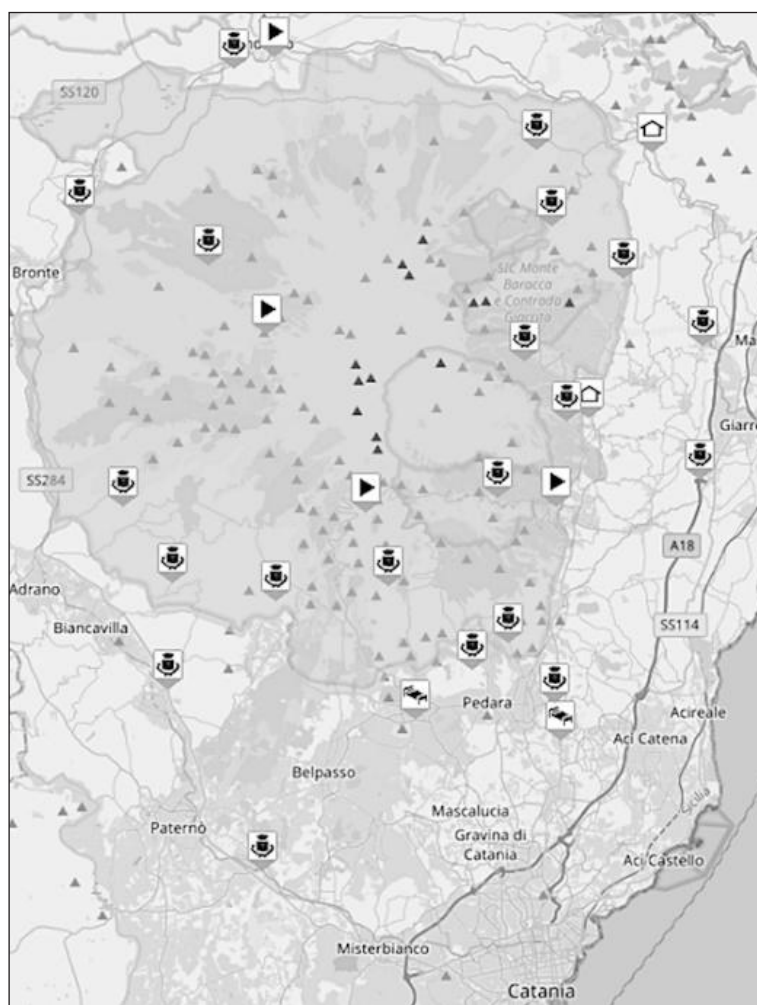 SS120
Bronte
SIC Monte
Baracca
e Contrada
Giarrita
Giarre
SS284
A18
Adrano
Biancavilla
SS114
Pedara
Acireale
Aci Catena
Belpasso
Sicilia
Mascalucia
Paternò
Gravina di
Catania
Aci Castello
Misterbianco
Catania